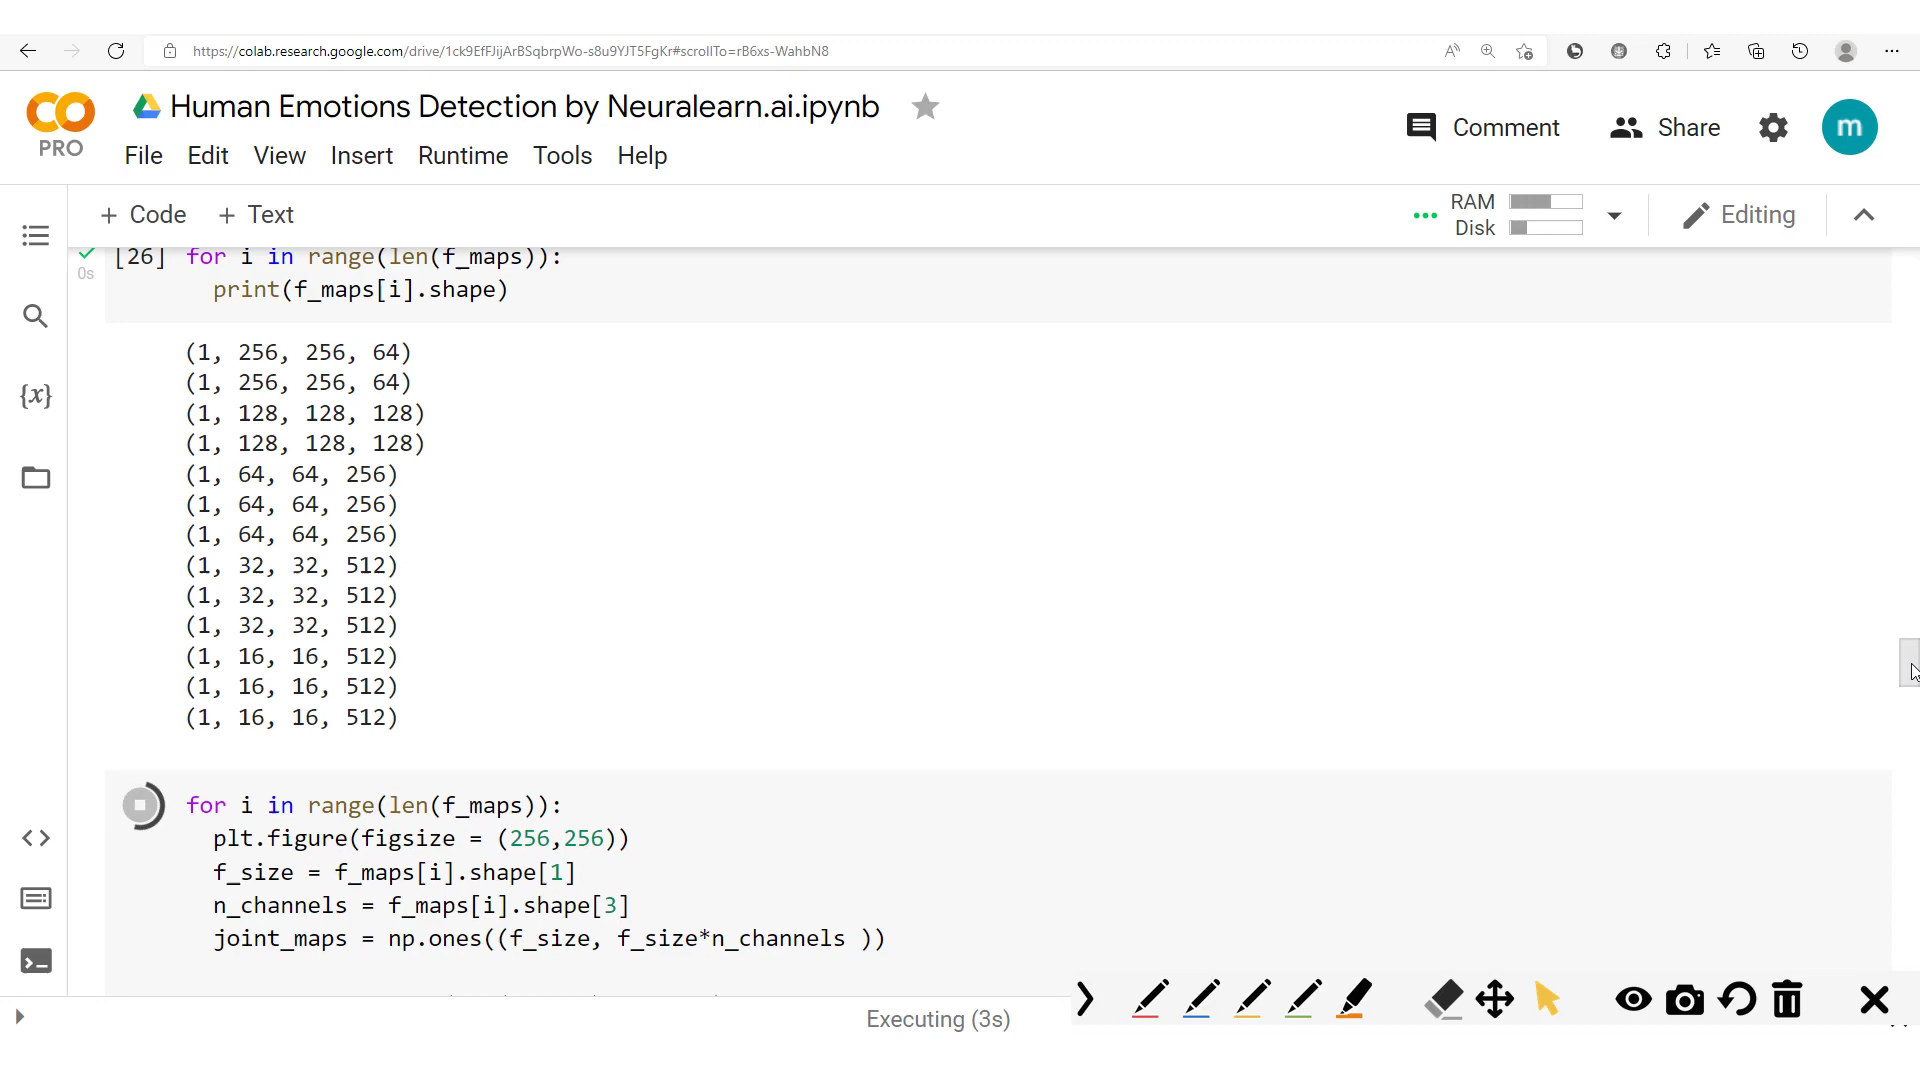 https://colab.research.google.com/drive/1ck9EfFJijArBSqbrpWo-s8u9YJT5FgKr#scrollTo=rB6xs-WahbN8
CO
PRO
Human Emotions Detection by Neuralearn.ai.ipynb
File Edit View Insert Runtime Tools Help
Comment
Share
m
+ Code + Text
RAM
Disk
Editing
0s
[26] for i in range(len(f_maps)):
print(f_maps[i].shape)
(1, 256, 256, 64)
(1, 256, 256, 64)
(1, 128, 128, 128)
(1, 128, 128, 128)
(1, 64, 64, 256)
(1, 64, 64, 256)
(1, 64, 64, 256)
(1, 32, 32, 512)
(1, 32, 32, 512)
(1, 32, 32, 512)
(1, 16, 16, 512)
(1, 16, 16, 512)
(1, 16, 16, 512)
for i in range(len(f_maps)):
plt.figure(figsize = (256,256))
f_size = f_maps[i].shape[1]
n_channels = f_maps[i].shape[3]
joint_maps = np.ones((f_size, f_size*n_channels ))
Executing (3s)